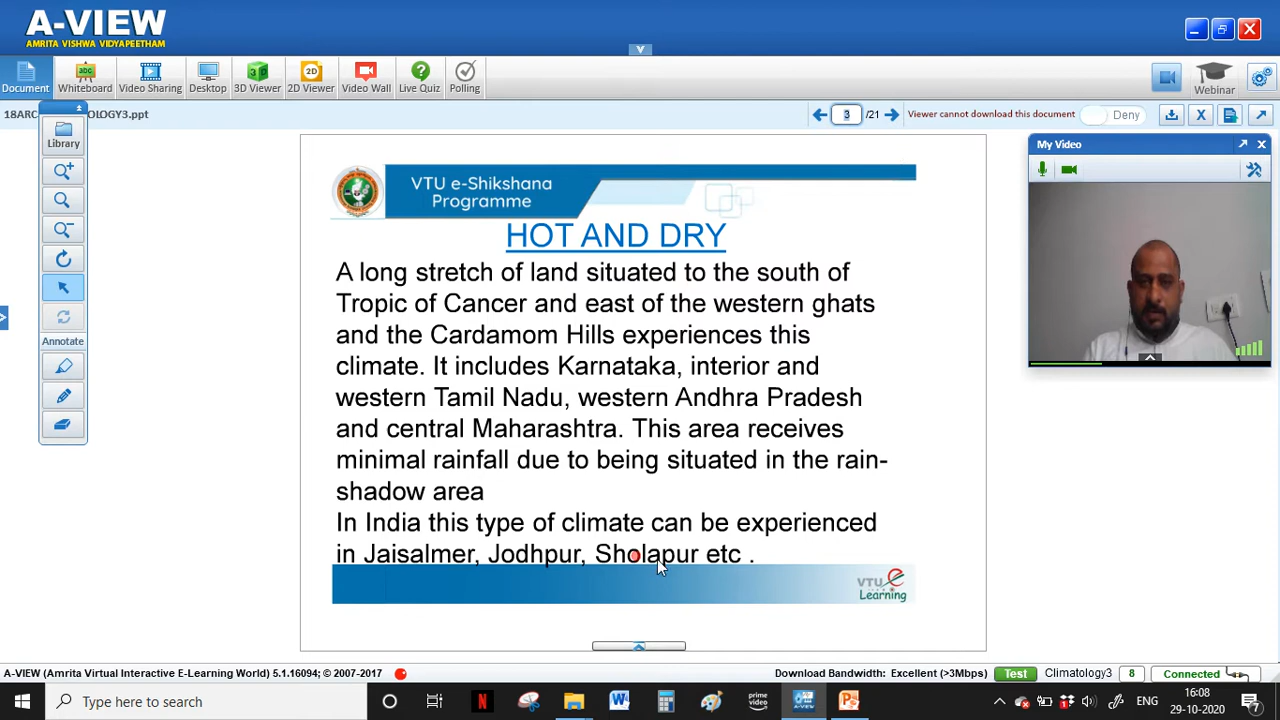 A-VIEW
AMRITA VISHWA VIDYAPEETHAM
Document
Whiteboard
Video Sharing
Desktop
3D Viewer
2D Viewer
Video Wall
Live Quiz
Polling
Webinar
18ARC
OLOGY3.ppt
3 /21
Viewer cannot download this document
Deny
Library
Annotate
My Video
VTU e-Shikshana
Programme
HOT AND DRY
A long stretch of land situated to the south of
Tropic of Cancer and east of the western ghats
and the Cardamom Hills experiences this
climate. It includes Karnataka, interior and
western Tamil Nadu, western Andhra Pradesh
and central Maharashtra. This area receives
minimal rainfall due to being situated in the rain-
shadow area
In India this type of climate can be experienced
in Jaisalmer, Jodhpur, Sholapur etc .
VTU e
Learning
A-VIEW (Amrita Virtual Interactive E-Learning World) 5.1.16094; © 2007-2017
Download Bandwidth: Excellent (>3Mbps)
Test
Climatology3
8
Connected
Type here to search
prime
video
ENG
16:08
29-10-2020
7